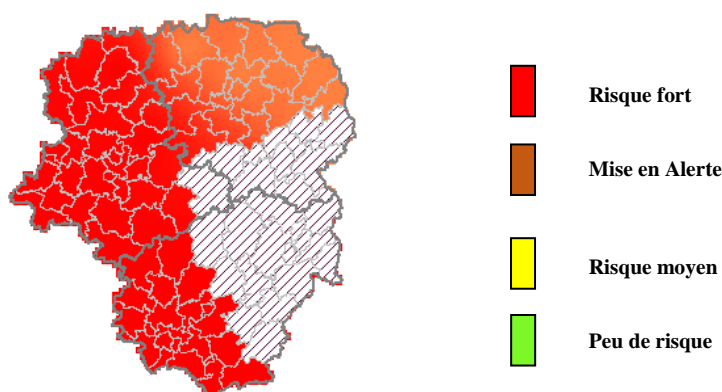 Risque fort
Mise en Alerte
Risque moyen
Peu de risque